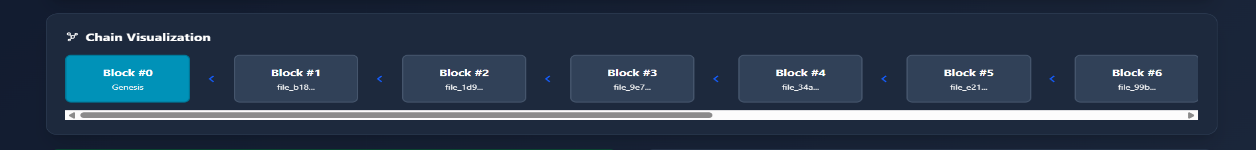 Chain Visualization
Block #0 < Block #1 < Block #2 < Block #3 < Block #4 < Block #5 < Block #6
Genesis file_b18... file_1d9... file_9e7... file_34a... file_e21... file_99b...